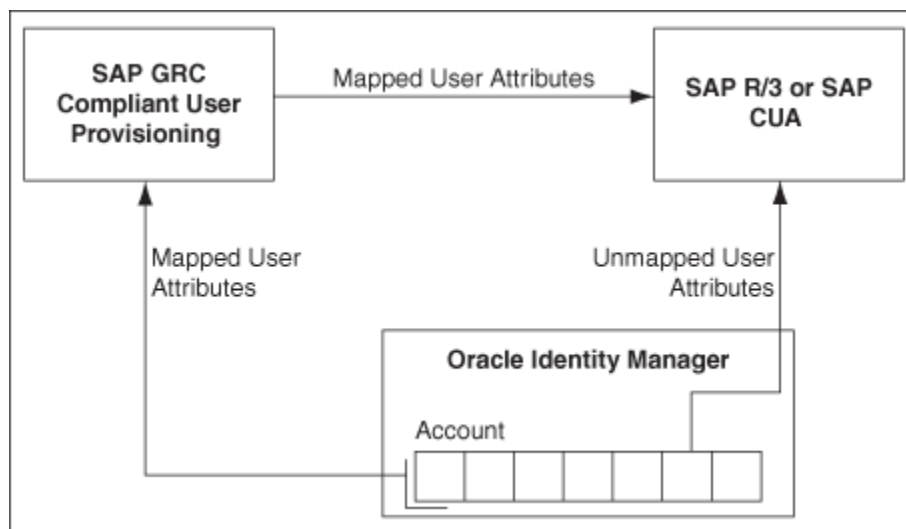 SAP GRC
Compliant User
Provisioning
Mapped User Attributes
SAP R/3 or SAP
CUA
Mapped User
Attributes
Unmapped User
Attributes
Oracle Identity Manager
Account